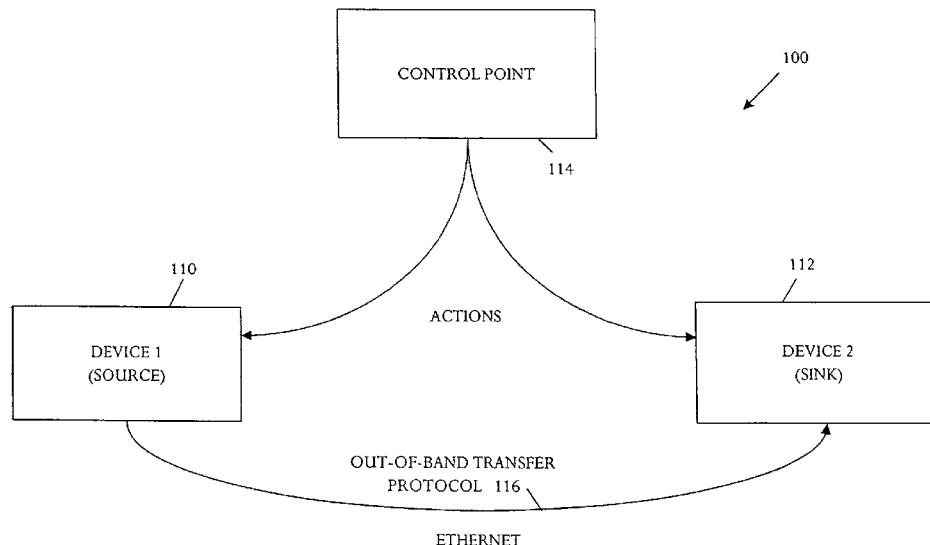 CONTROL POINT
100
114
110
112
ACTIONS
DEVICE 1
(SOURCE)
DEVICE 2
(SINK)
OUT-OF-BAND TRANSFER
PROTOCOL 116
ETHERNET